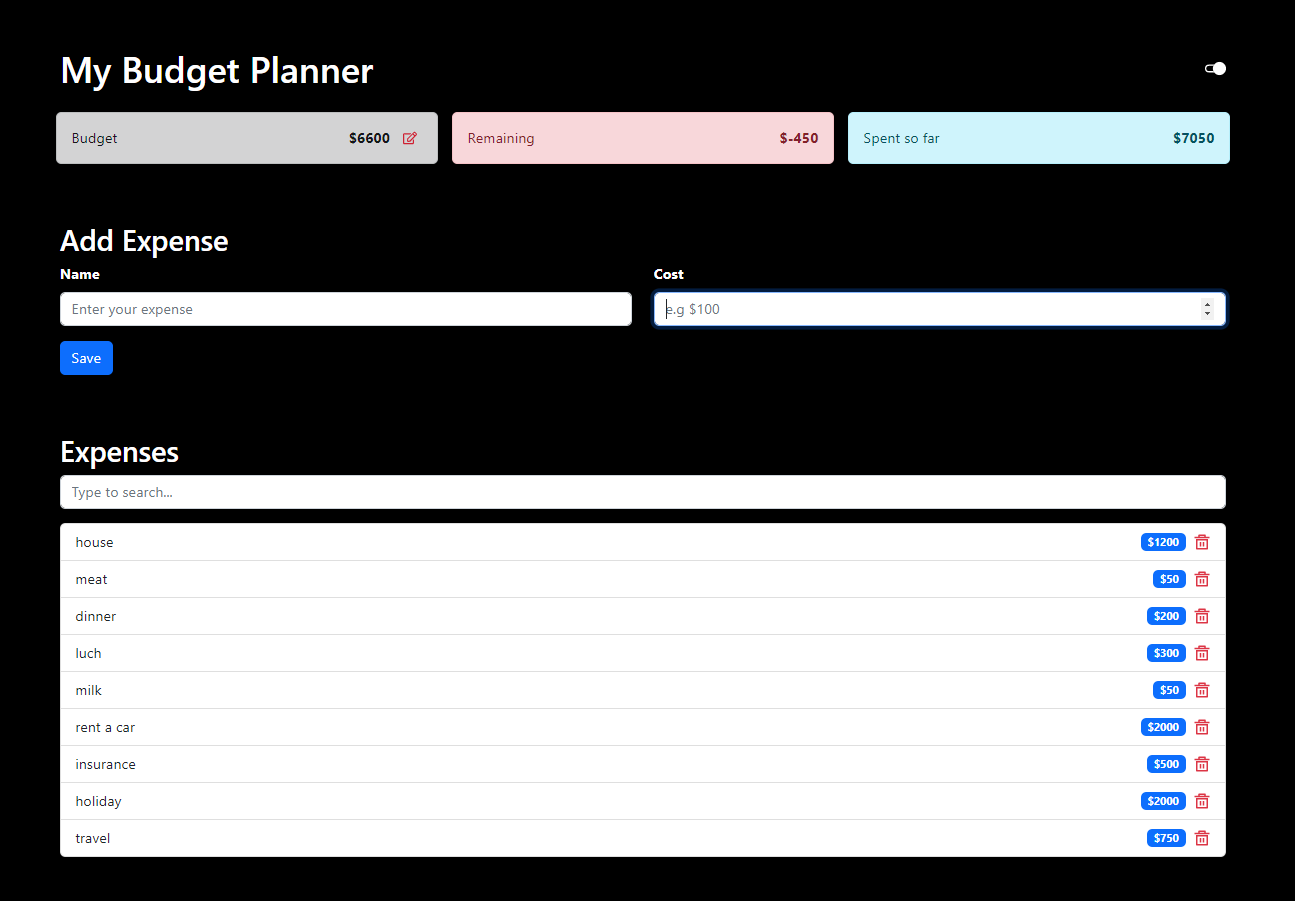 My Budget Planner
Budget $6600
Remaining $-450
Spent so far $7050
Add Expense
Name
Cost
Enter your expense
e.g $100
Save
Expenses
Type to search...
house $1200
meat $50
dinner $200
luch $300
milk $50
rent a car $2000
insurance $500
holiday $2000
travel $750